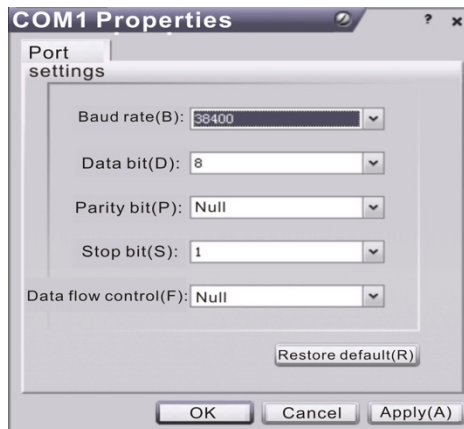 COM1 Properties
?
×
Port
settings
Baud rate(B): 38400
Data bit(D): 8
Parity bit(P): Null
Stop bit(S): 1
Data flow control(F): Null
Restore default(R)
OK Cancel Apply(A)